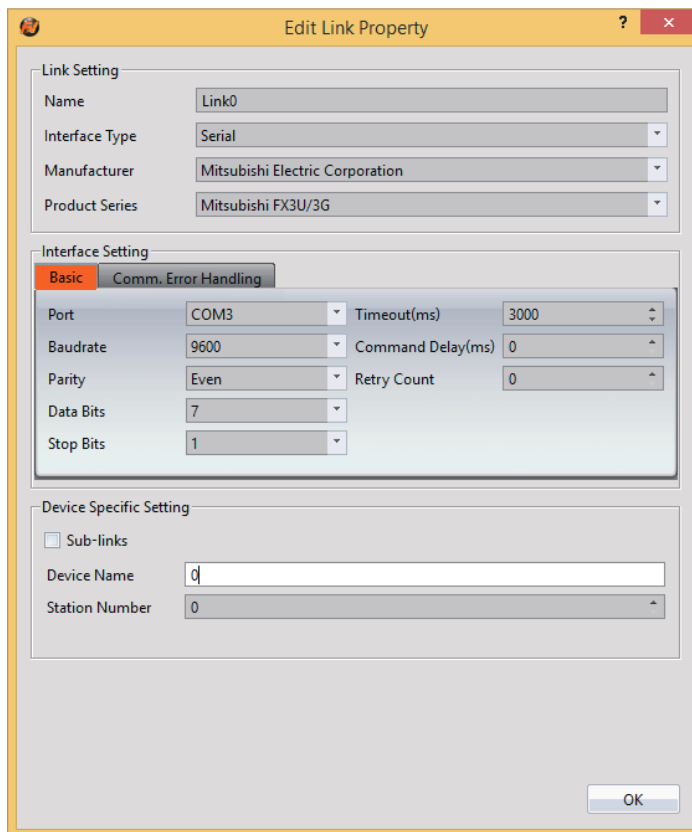 Edit Link Property
?
Link Setting
Name Link0
Interface Type Serial
Manufacturer Mitsubishi Electric Corporation
Product Series Mitsubishi FX3U/3G
Interface Setting
Basic Comm. Error Handling
Port COM3 Timeout(ms) 3000
Baudrate 9600 Command Delay(ms) 0
Parity Even Retry Count 0
Data Bits 7
Stop Bits 1
Device Specific Setting
Sub-links
Device Name 0
Station Number 0
OK